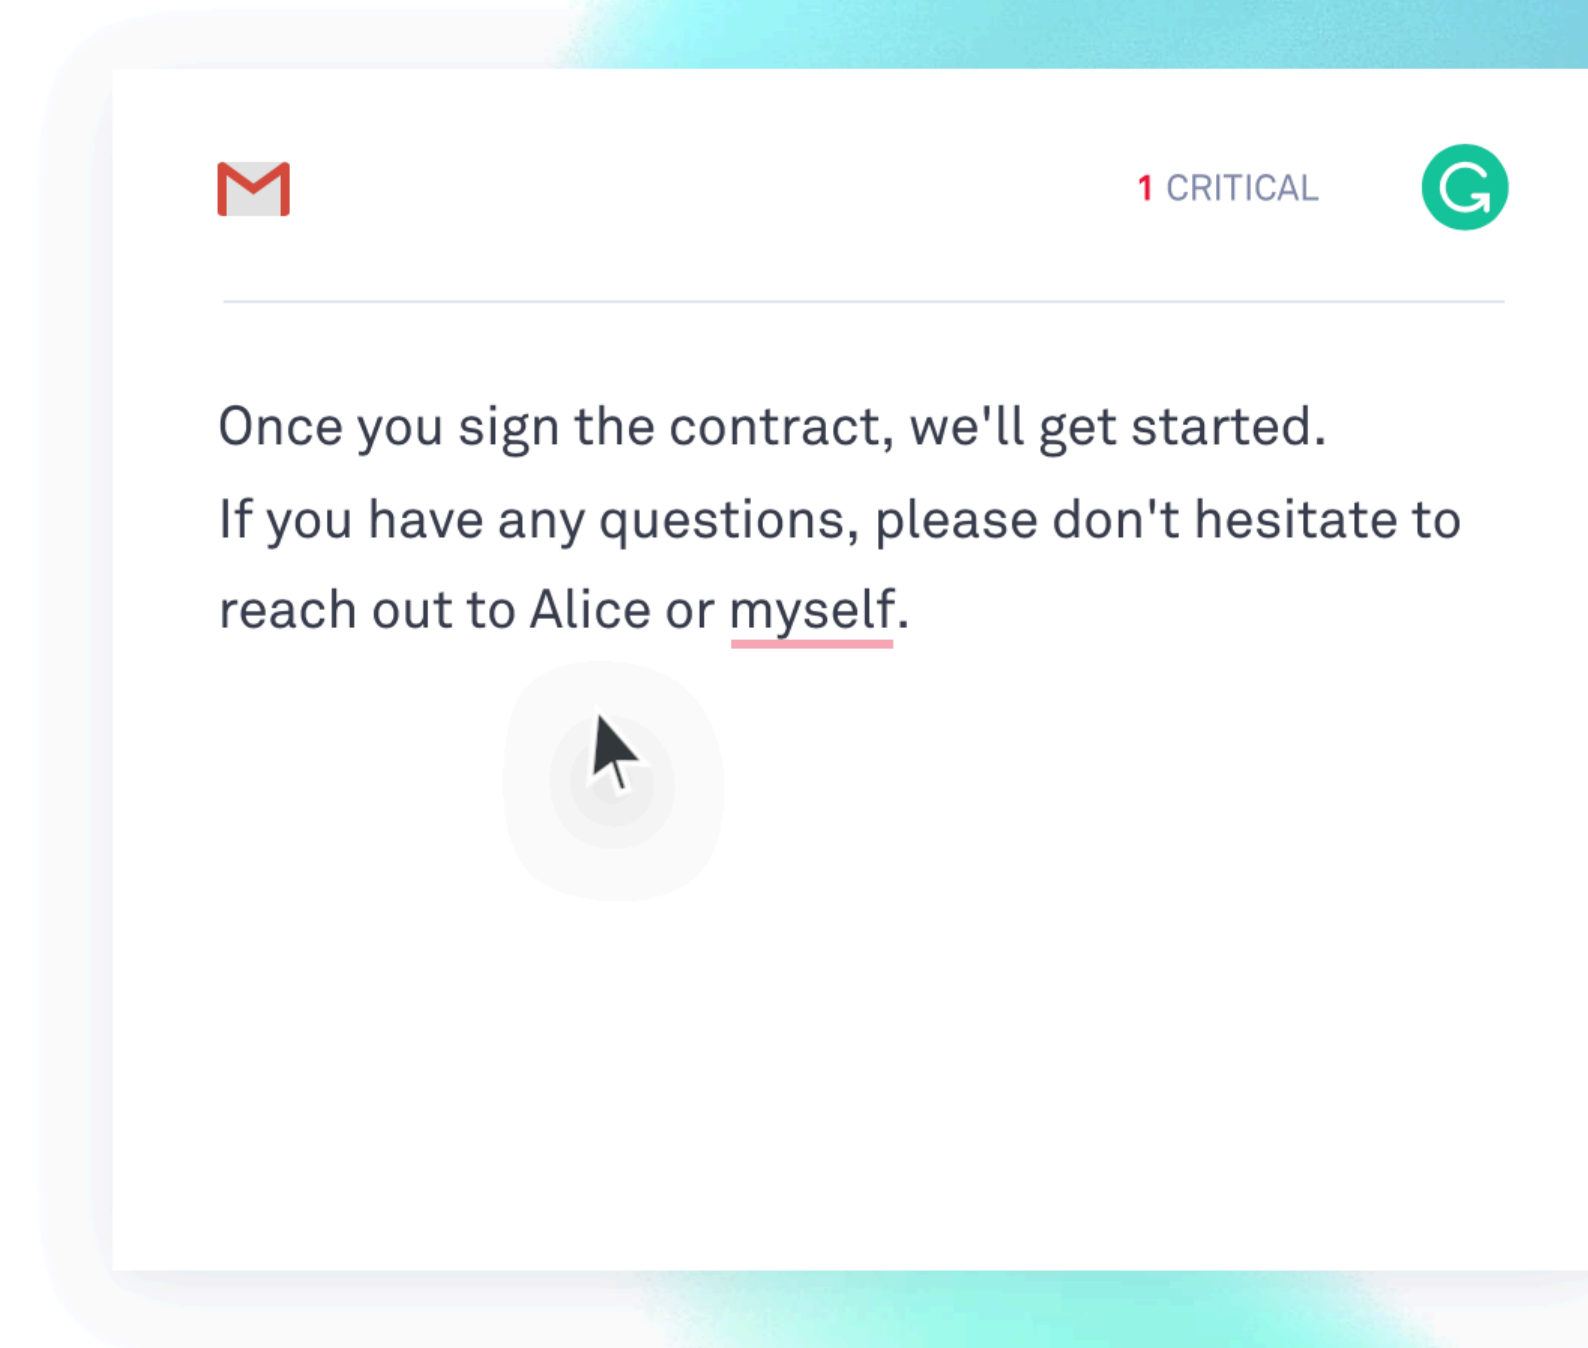 1 CRITICAL
Once you sign the contract, we'll get started.
If you have any questions, please don't hesitate to
reach out to Alice or myself.